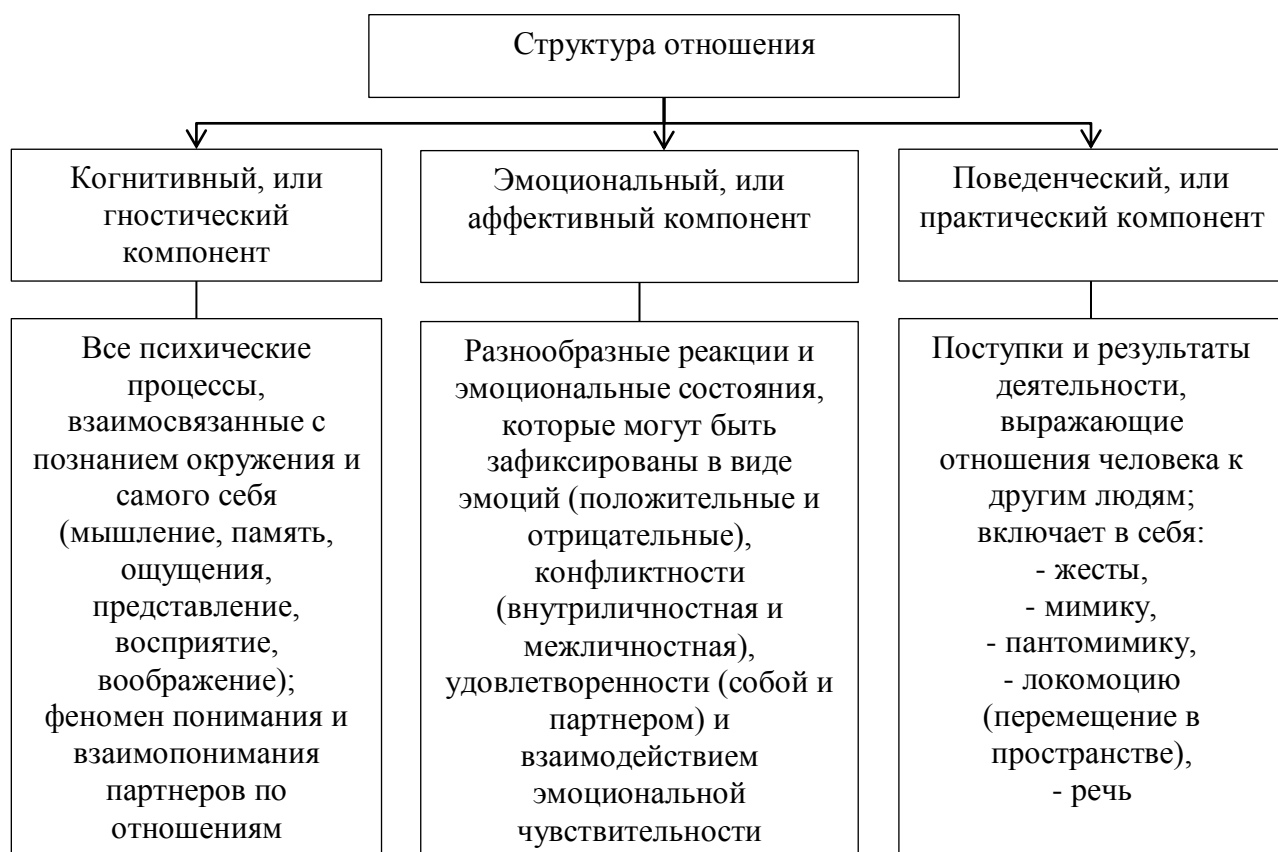 Структура отношения
Когнитивный, или
гностический
компонент
Эмоциональный, или
аффективный компонент
Поведенческий, или
практический компонент
Все психические
процессы,
взаимосвязанные с
познанием окружения и
самого себя
(мышление, память,
ощущения,
представление,
восприятие,
воображение);
феномен понимания и
взаимопонимания
партнеров по
отношениям
Разнообразные реакции и
эмоциональные состояния,
которые могут быть
зафиксированы в виде
эмоций (положительные и
отрицательные),
конфликтности
(внутриличностная и
межличностная),
удовлетворенности (собой и
партнером) и
взаимодействием
эмоциональной
чувствительности
Поступки и результаты
деятельности,
выражающие
отношения человека к
другим людям;
включает в себя:
- жесты,
- мимику,
- пантомимику,
- локомоцию
(перемещение в
пространстве),
- речь